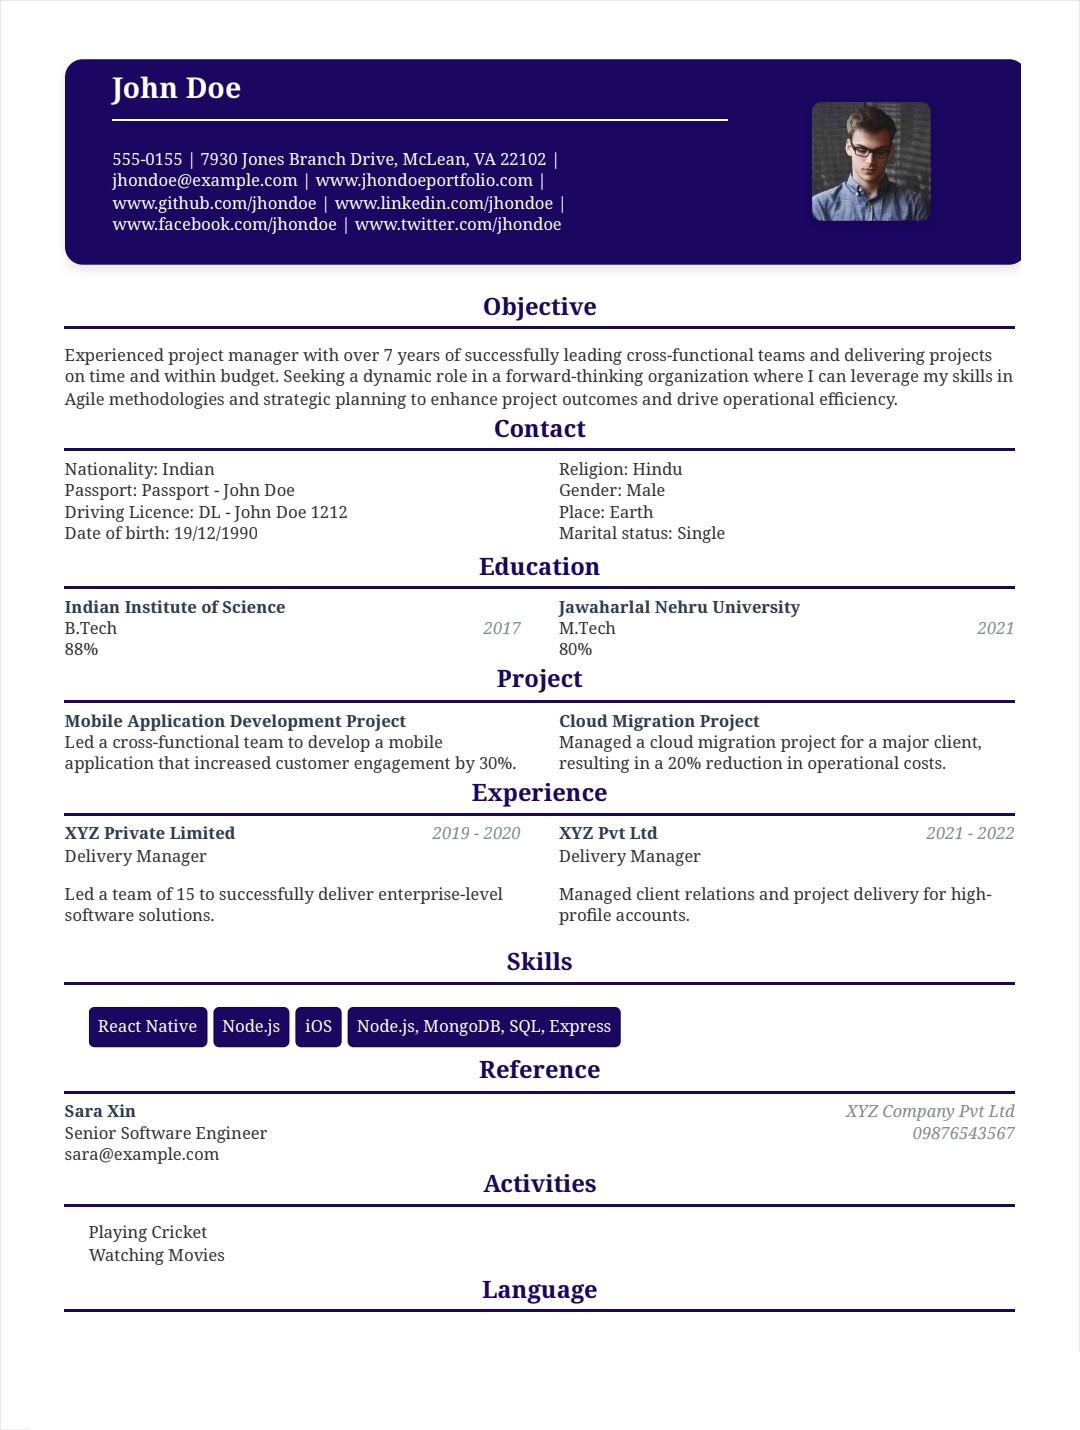 John Doe
555-0155 | 7930 Jones Branch Drive, McLean, VA 22102 |
jhondoe@example.com | www.jhondoeportfolio.com |
www.github.com/jhondoe | www.linkedin.com/jhondoe |
www.facebook.com/jhondoe | www.twitter.com/jhondoe
Objective
Experienced project manager with over 7 years of successfully leading cross-functional teams and delivering projects
on time and within budget. Seeking a dynamic role in a forward-thinking organization where I can leverage my skills in
Agile methodologies and strategic planning to enhance project outcomes and drive operational efficiency.
Contact
Nationality: Indian
Passport: Passport - John Doe
Driving Licence: DL - John Doe 1212
Date of birth: 19/12/1990
Religion: Hindu
Gender: Male
Place: Earth
Marital status: Single
Education
Indian Institute of Science
B.Tech 2017
88%
Jawaharlal Nehru University
M.Tech 2021
80%
Project
Mobile Application Development Project
Led a cross-functional team to develop a mobile
application that increased customer engagement by 30%.
Cloud Migration Project
Managed a cloud migration project for a major client,
resulting in a 20% reduction in operational costs.
Experience
XYZ Private Limited 2019 - 2020
Delivery Manager
Led a team of 15 to successfully deliver enterprise-level
software solutions.
XYZ Pvt Ltd 2021 - 2022
Delivery Manager
Managed client relations and project delivery for high-
profile accounts.
Skills
React Native Node.js iOS Node.js, MongoDB, SQL, Express
Reference
Sara Xin XYZ Company Pvt Ltd
Senior Software Engineer 09876543567
sara@example.com
Activities
Playing Cricket
Watching Movies
Language